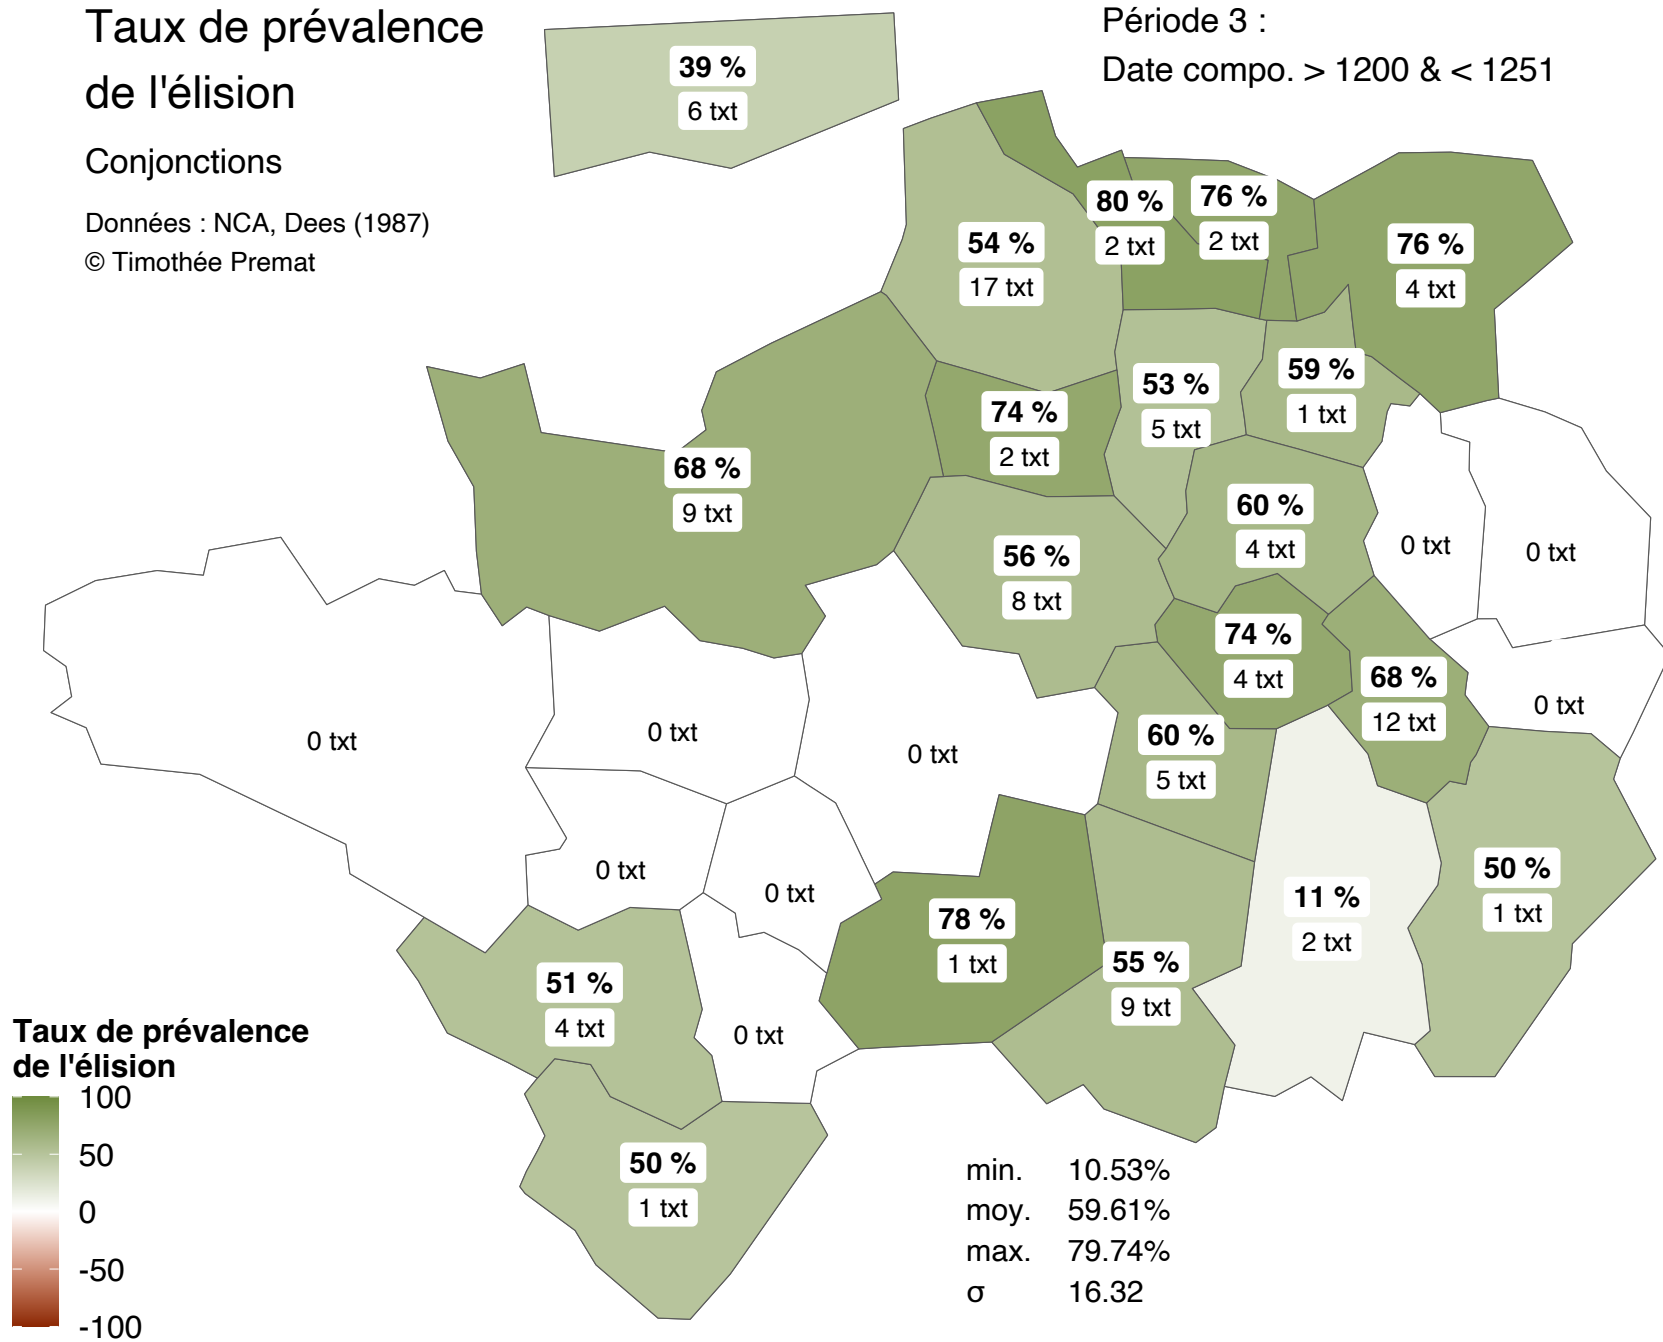 Taux de prévalence
de l'élision
Conjonctions
Données : NCA, Dees (1987)
© Timothée Premat
Période 3 :
Date compo. > 1200 & < 1251
39 %
6 txt
80 %
2 txt
76 %
2 txt
76 %
4 txt
54 %
17 txt
59 %
1 txt
53 %
5 txt
74 %
2 txt
68 %
9 txt
60 %
4 txt
0 txt
0 txt
56 %
8 txt
74 %
4 txt
68 %
12 txt
0 txt
0 txt
0 txt
0 txt
60 %
5 txt
0 txt
0 txt
50 %
1 txt
11 %
2 txt
78 %
1 txt
55 %
9 txt
51 %
4 txt
0 txt
50 %
1 txt
Taux de prévalence
de l'élision
100
50
0
-50
-100
min. 10.53%
moy. 59.61%
max. 79.74%
σ 16.32